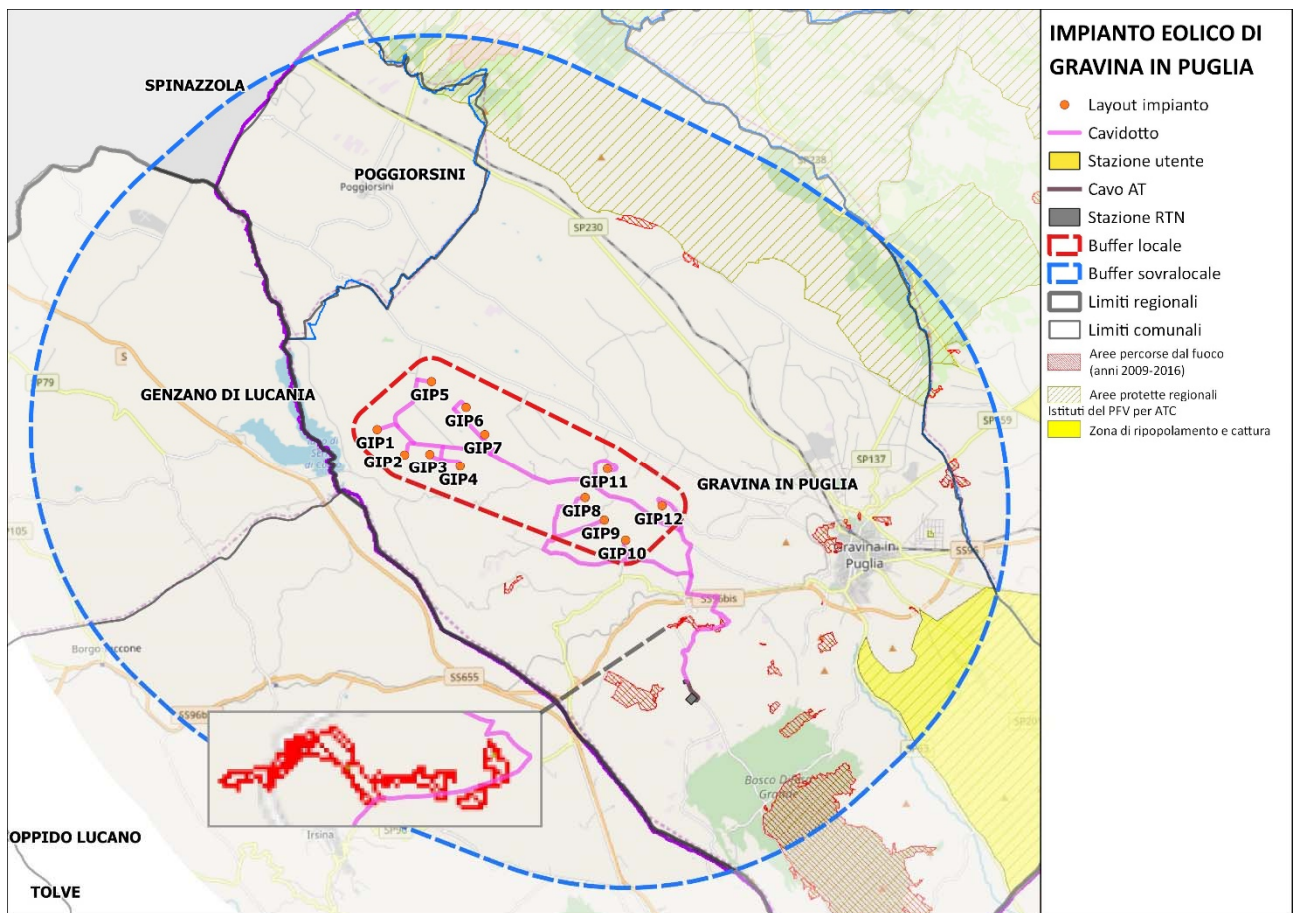 SPINAZZOLA
POGGIORSINI
Poggiorsini
SP238
SP230
S
SP79
GENZANO DI LUCANIA
GIP5
GIP6
GIP1
GIP7
GIP2
GIP3
GIP4
GIP11
GIP8
GIP12
GIP9
GIP10
GRAVINA IN PUGLIA
SP137
Gravina in
Puglia
SS96
SS96bis
SS655
Irsina
SP98
OPPIDO LUCANO
TOLVE
IMPIANTO EOLICO DI
GRAVINA IN PUGLIA
Layout impianto
Cavidotto
Stazione utente
Cavo AT
Stazione RTN
Buffer locale
Buffer sovralocale
Limiti regionali
Limiti comunali
Aree percorse dal fuoco
(anni 2009-2016)
Aree protette regionali
Istituti del PFV per ATC
Zona di ripopolamento e cattura